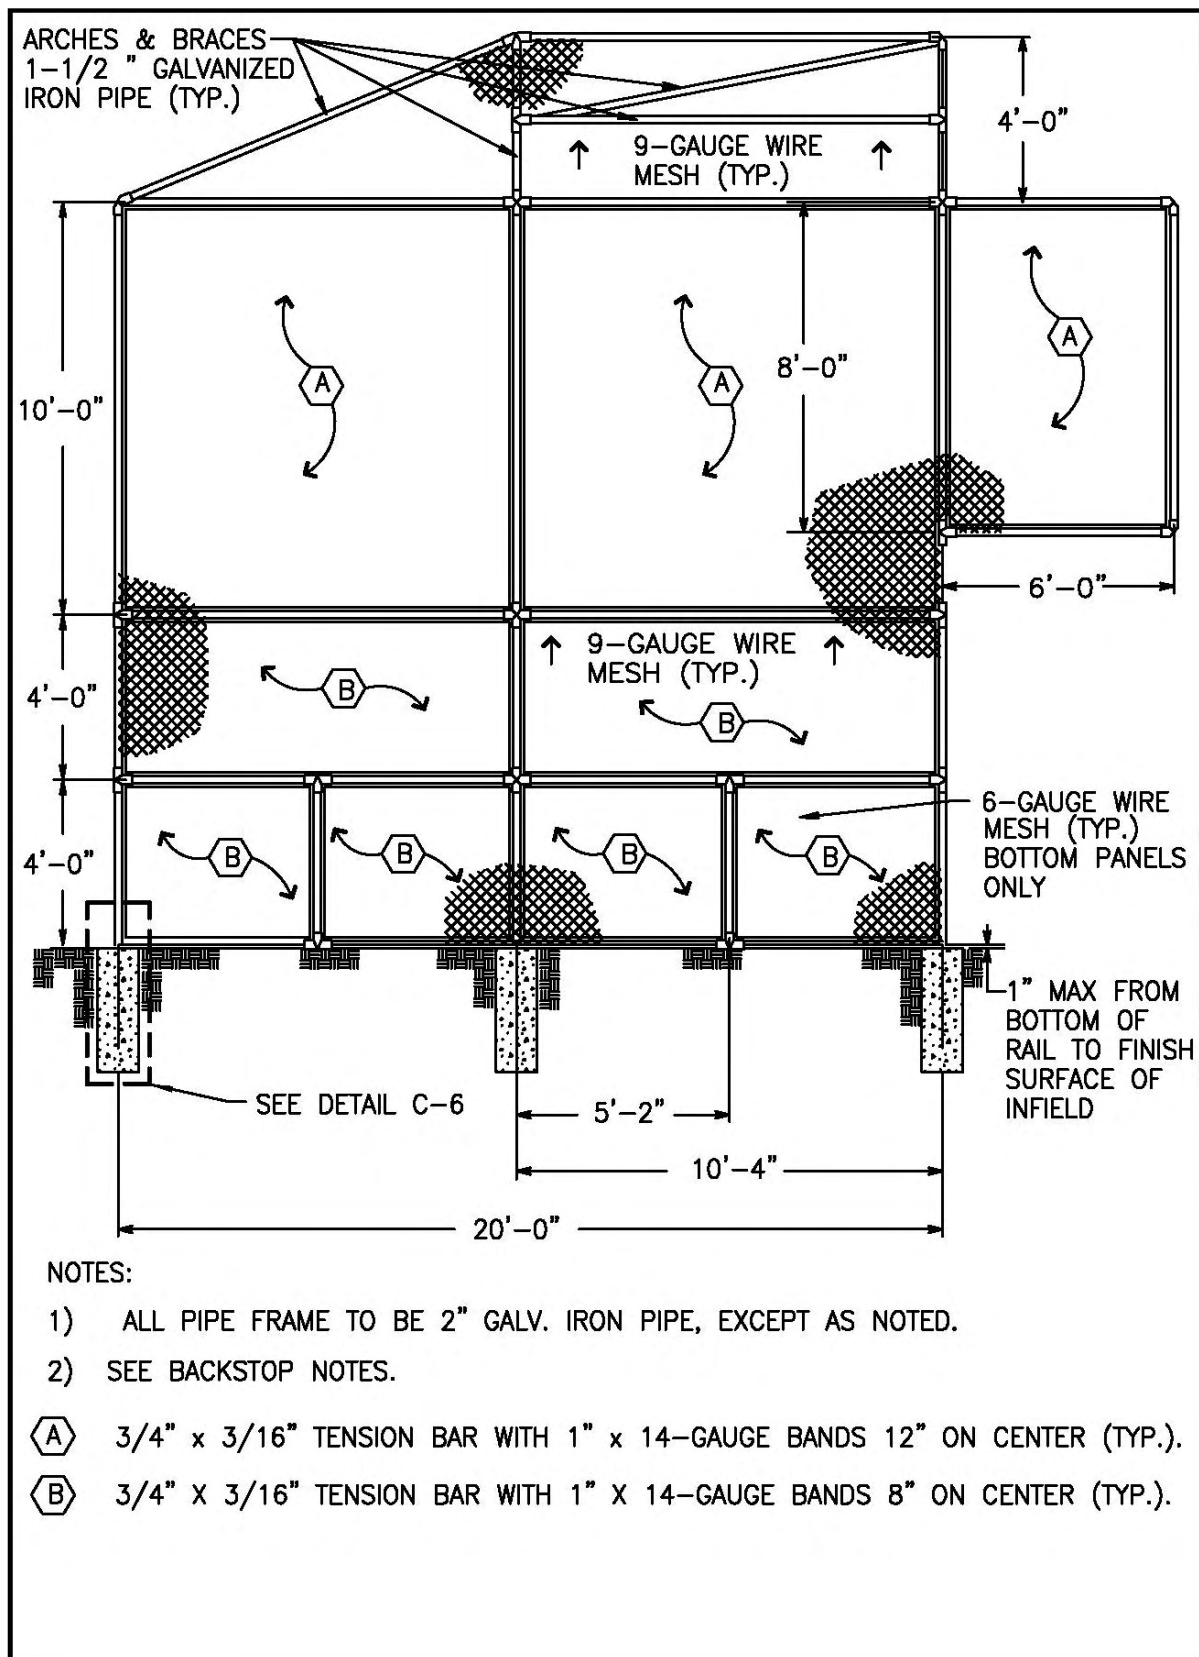 ARCHES & BRACES
1-1/2 " GALVANIZED
IRON PIPE (TYP.)
4'-0"
9-GAUGE WIRE
MESH (TYP.)
A
A
A
8'-0"
10'-0"
6'-0"
9-GAUGE WIRE
MESH (TYP.)
4'-0"
B
B
6-GAUGE WIRE
MESH (TYP.)
BOTTOM PANELS
ONLY
4'-0"
B
B
B
B
1" MAX FROM
BOTTOM OF
RAIL TO FINISH
SURFACE OF
INFIELD
SEE DETAIL C-6
5'-2"
10'-4"
20'-0"
NOTES:
1) ALL PIPE FRAME TO BE 2" GALV. IRON PIPE, EXCEPT AS NOTED.
2) SEE BACKSTOP NOTES.
A 3/4" x 3/16" TENSION BAR WITH 1" x 14-GAUGE BANDS 12" ON CENTER (TYP.).
B 3/4" X 3/16" TENSION BAR WITH 1" X 14-GAUGE BANDS 8" ON CENTER (TYP.).